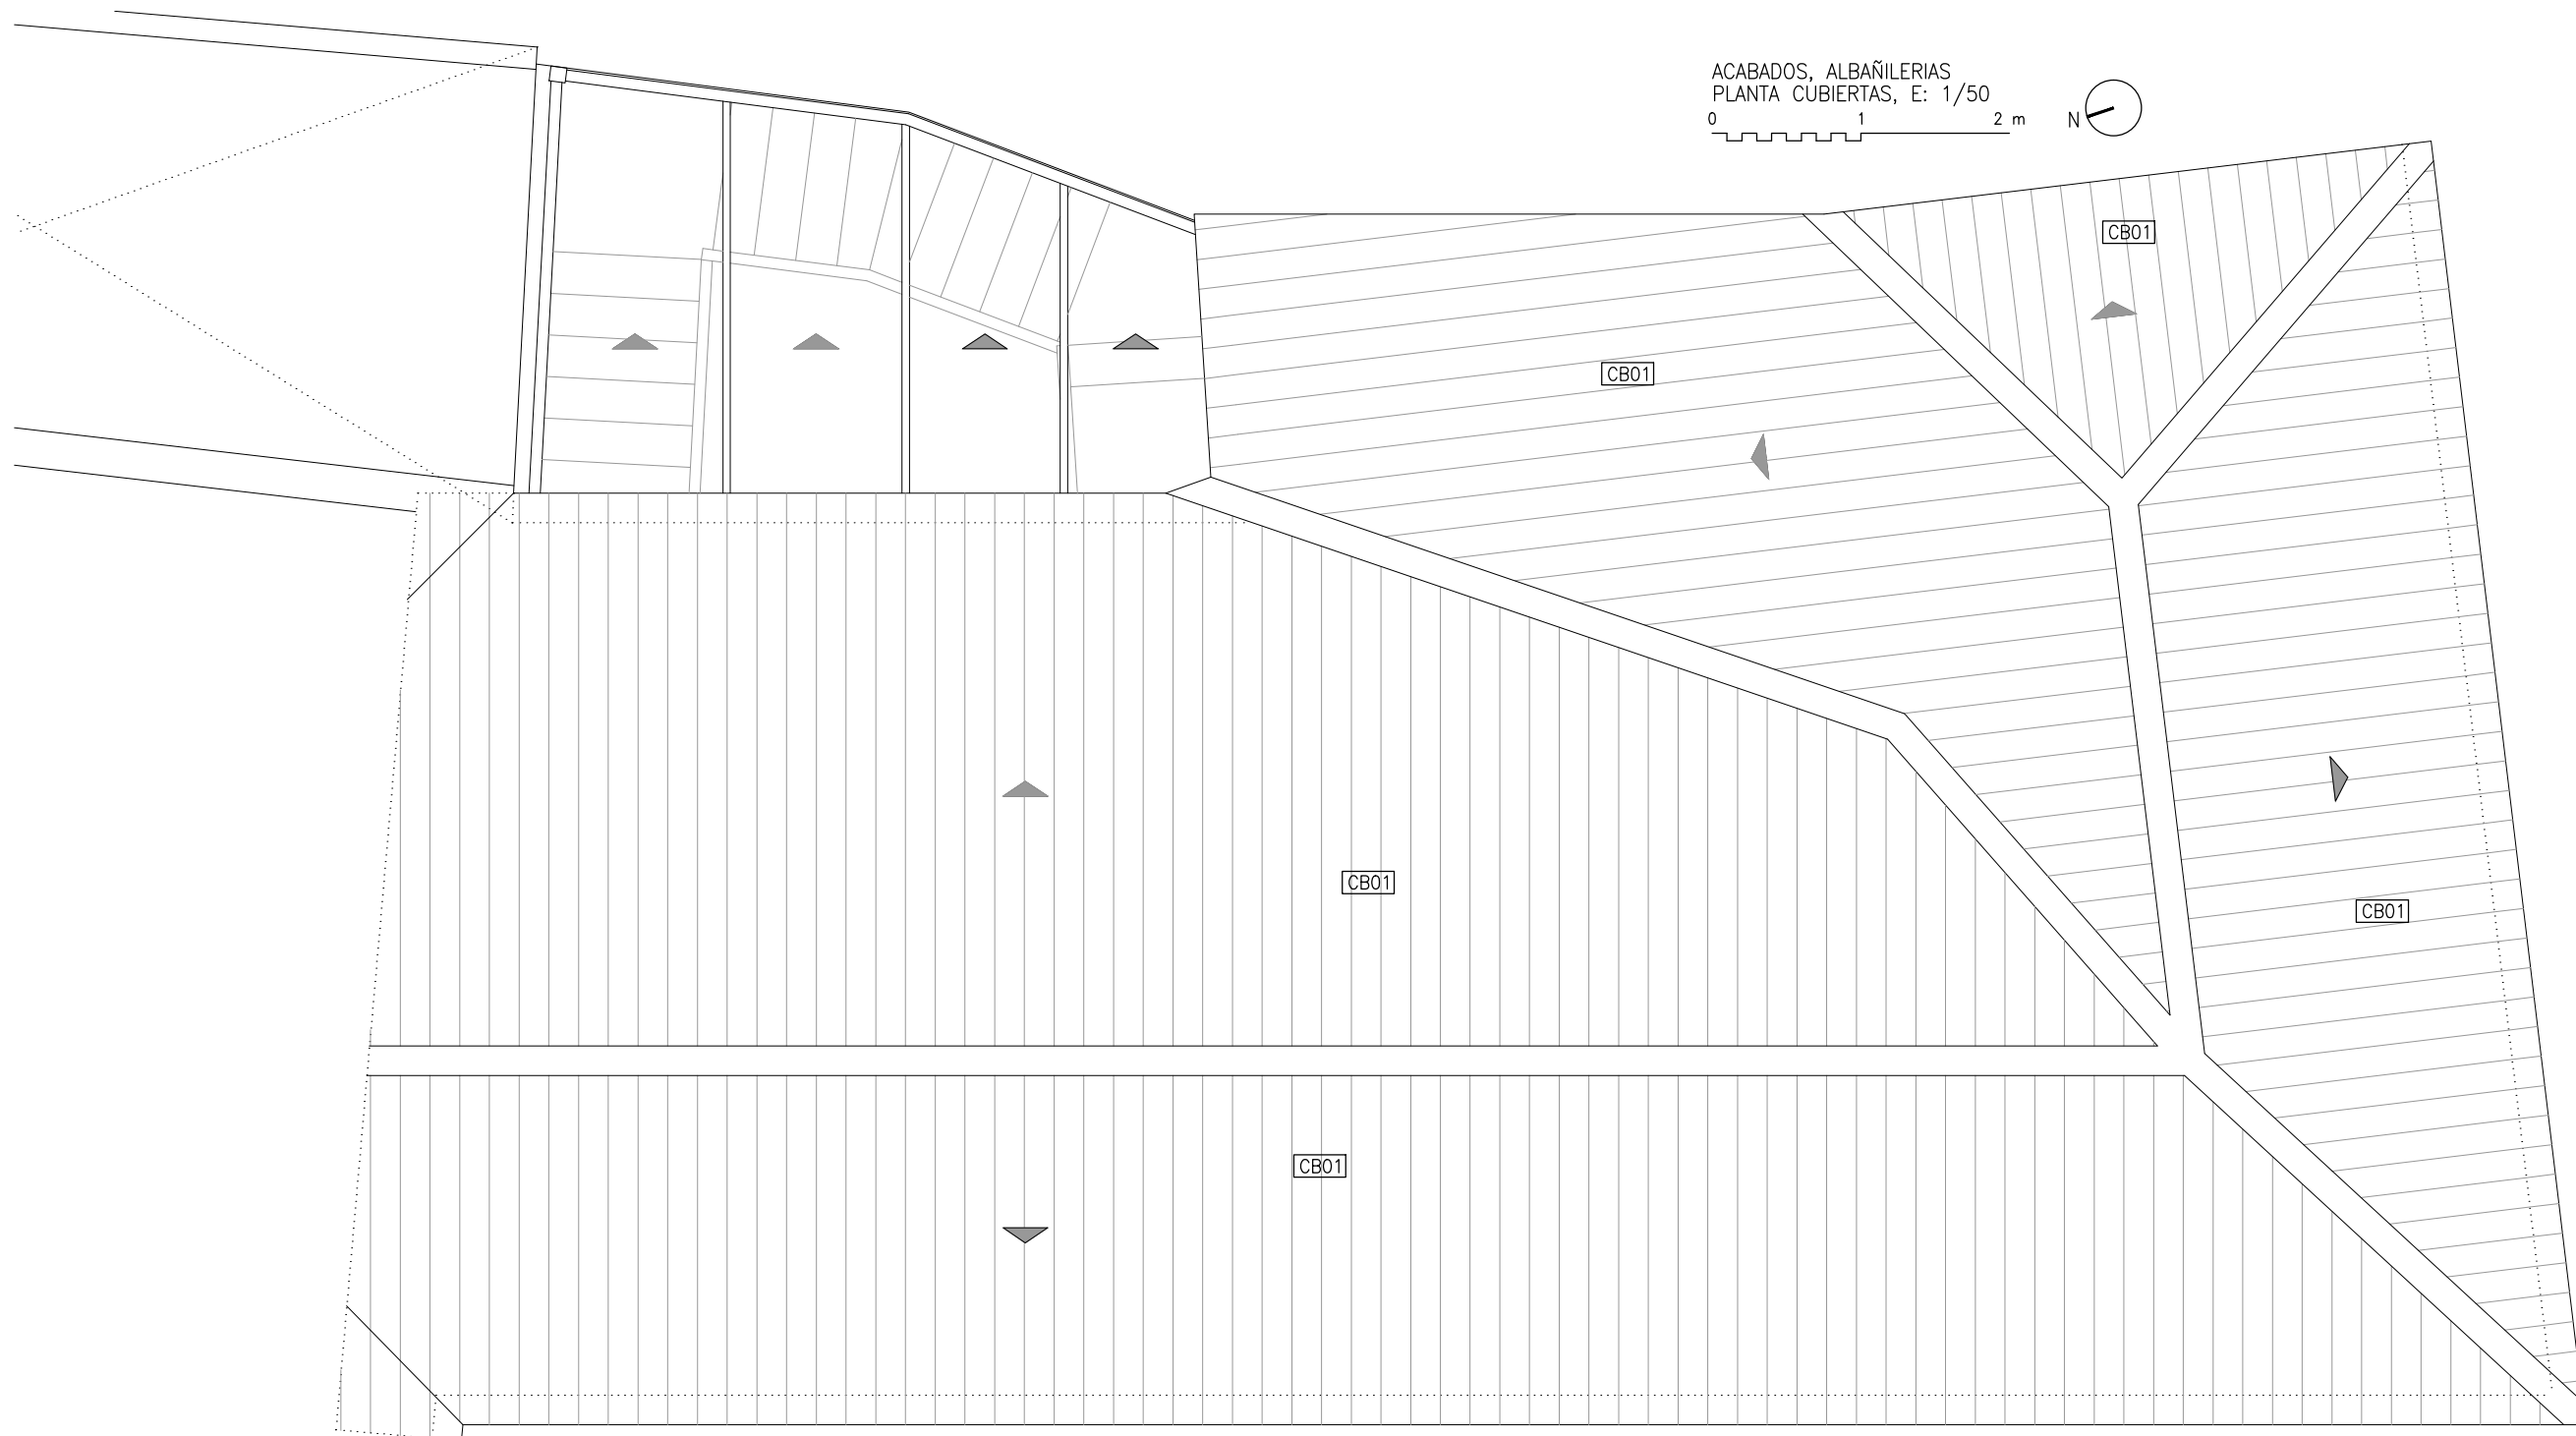 ACABADOS, ALBAÑILERIAS
PLANTA CUBIERTAS, E: 1/50
0 1 2 m
N
CB01
CB01
CB01
CB01
CB01